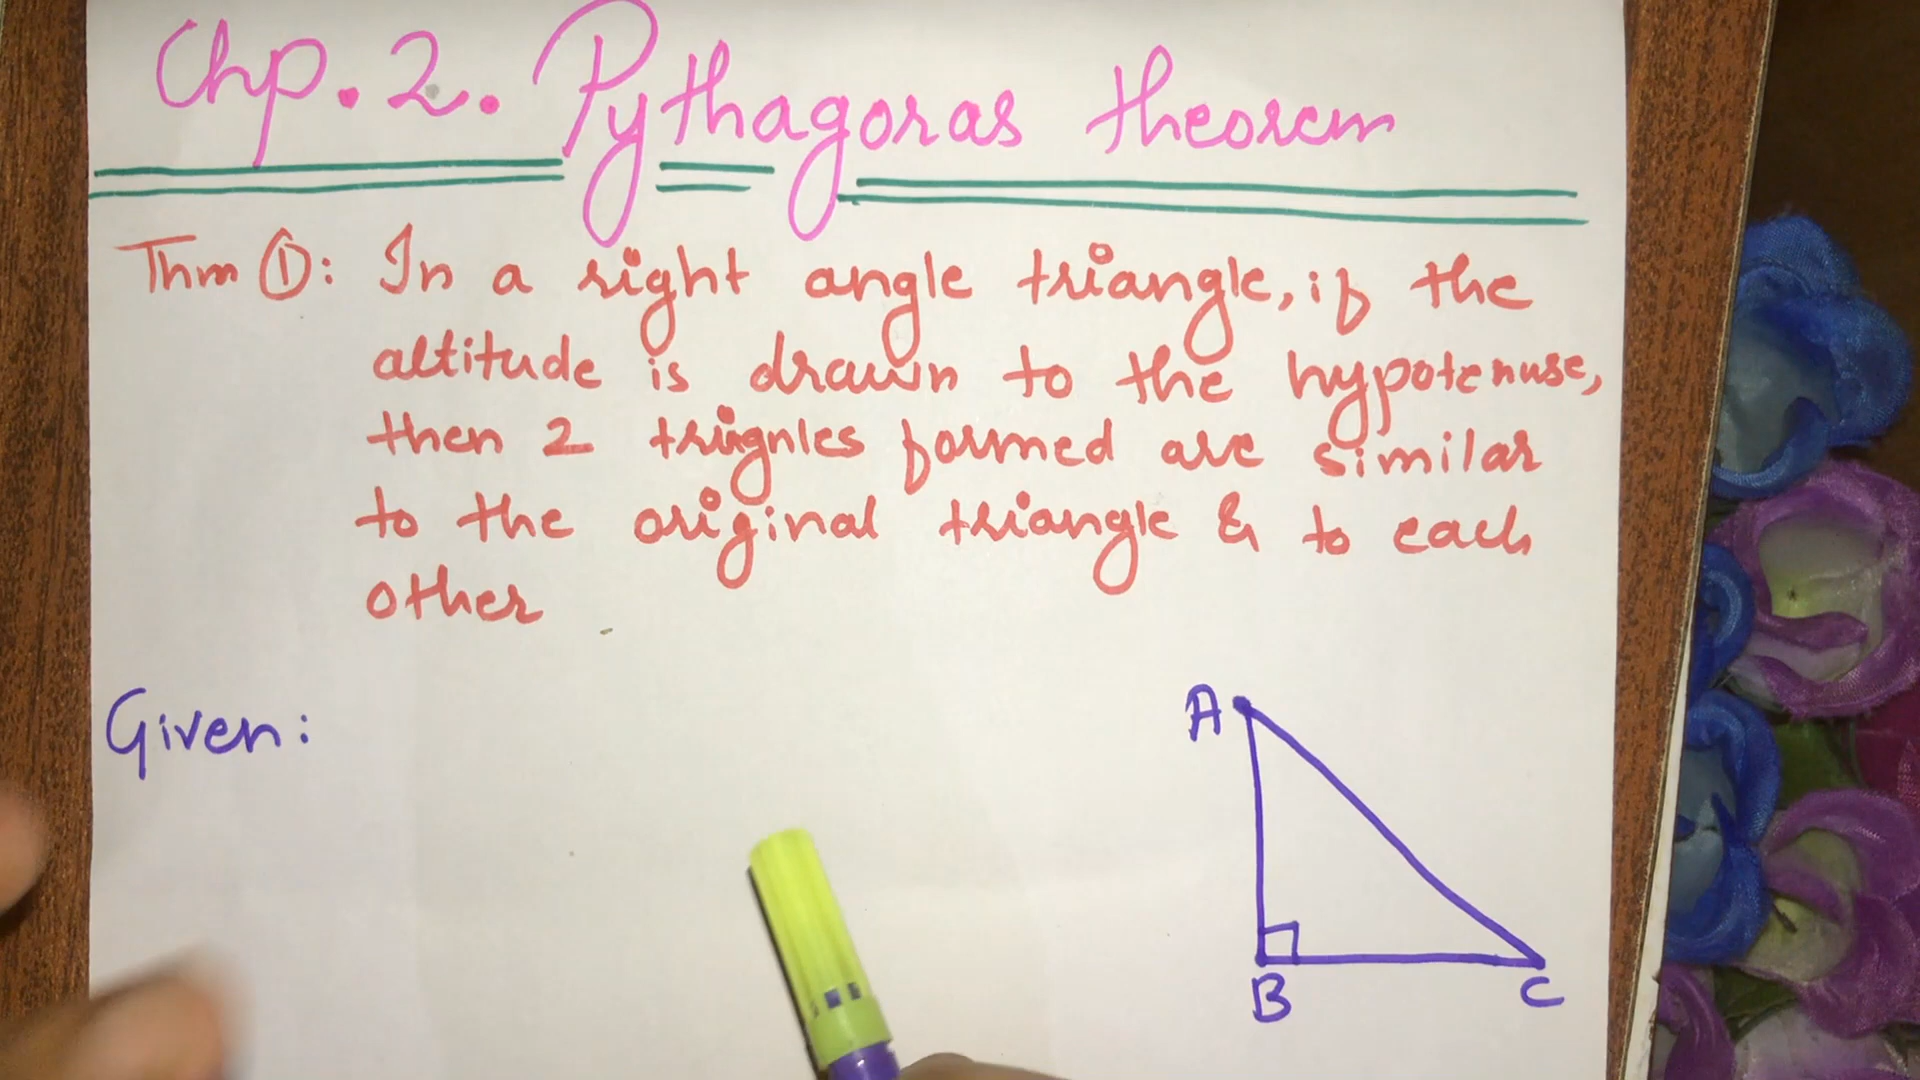 Chp. 2. Pythagoras theorem
Thm ①: In a right angle triangle, if the
altitude is drawn to the hypotenuse,
then 2 triagnles formed are similar
to the original triangle & to each
other
Given:
A
B
C